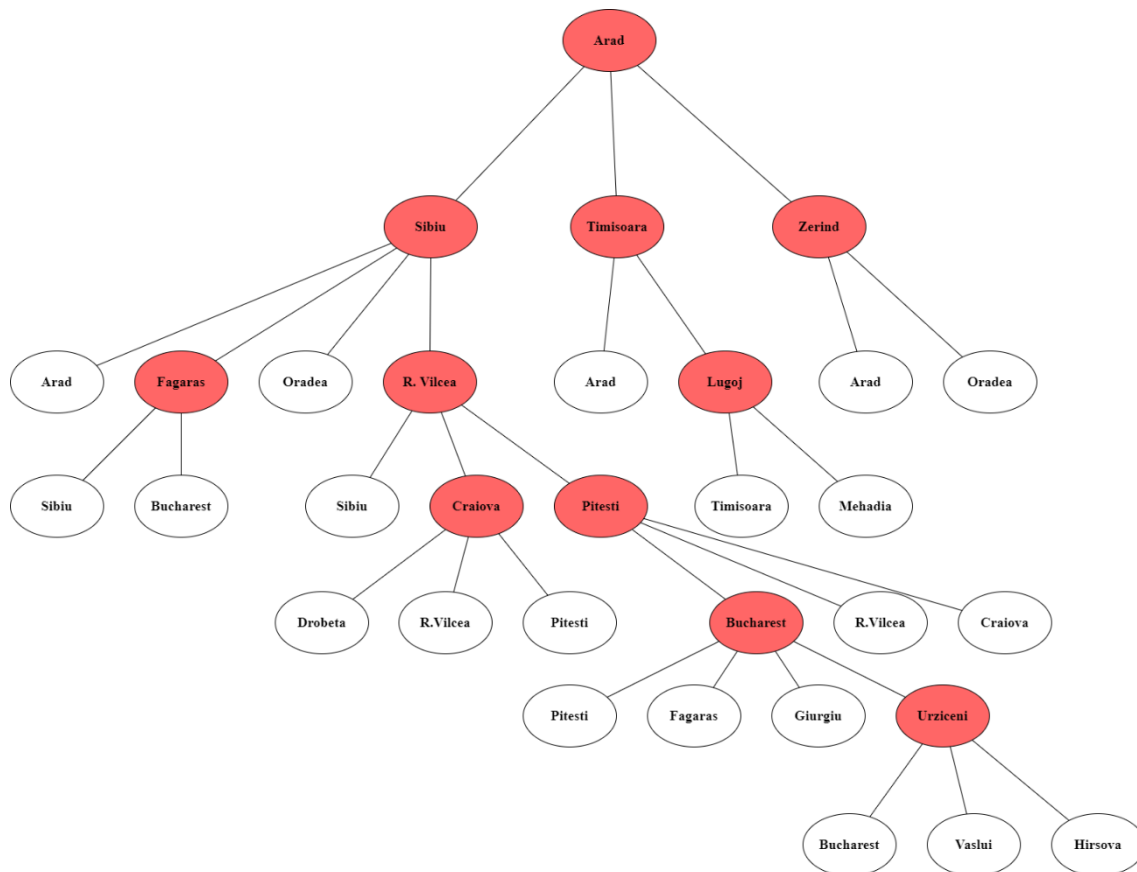 Arad
Sibiu
Timisoara
Zerind
Arad
Fagaras
Oradea
R. Vilcea
Arad
Lugoj
Arad
Oradea
Sibiu
Bucharest
Sibiu
Craiova
Pitesti
Timisoara
Mehadia
Drobeta
R.Vilcea
Pitesti
Bucharest
R.Vilcea
Craiova
Pitesti
Fagaras
Giurgiu
Urziceni
Bucharest
Vaslui
Hirsova